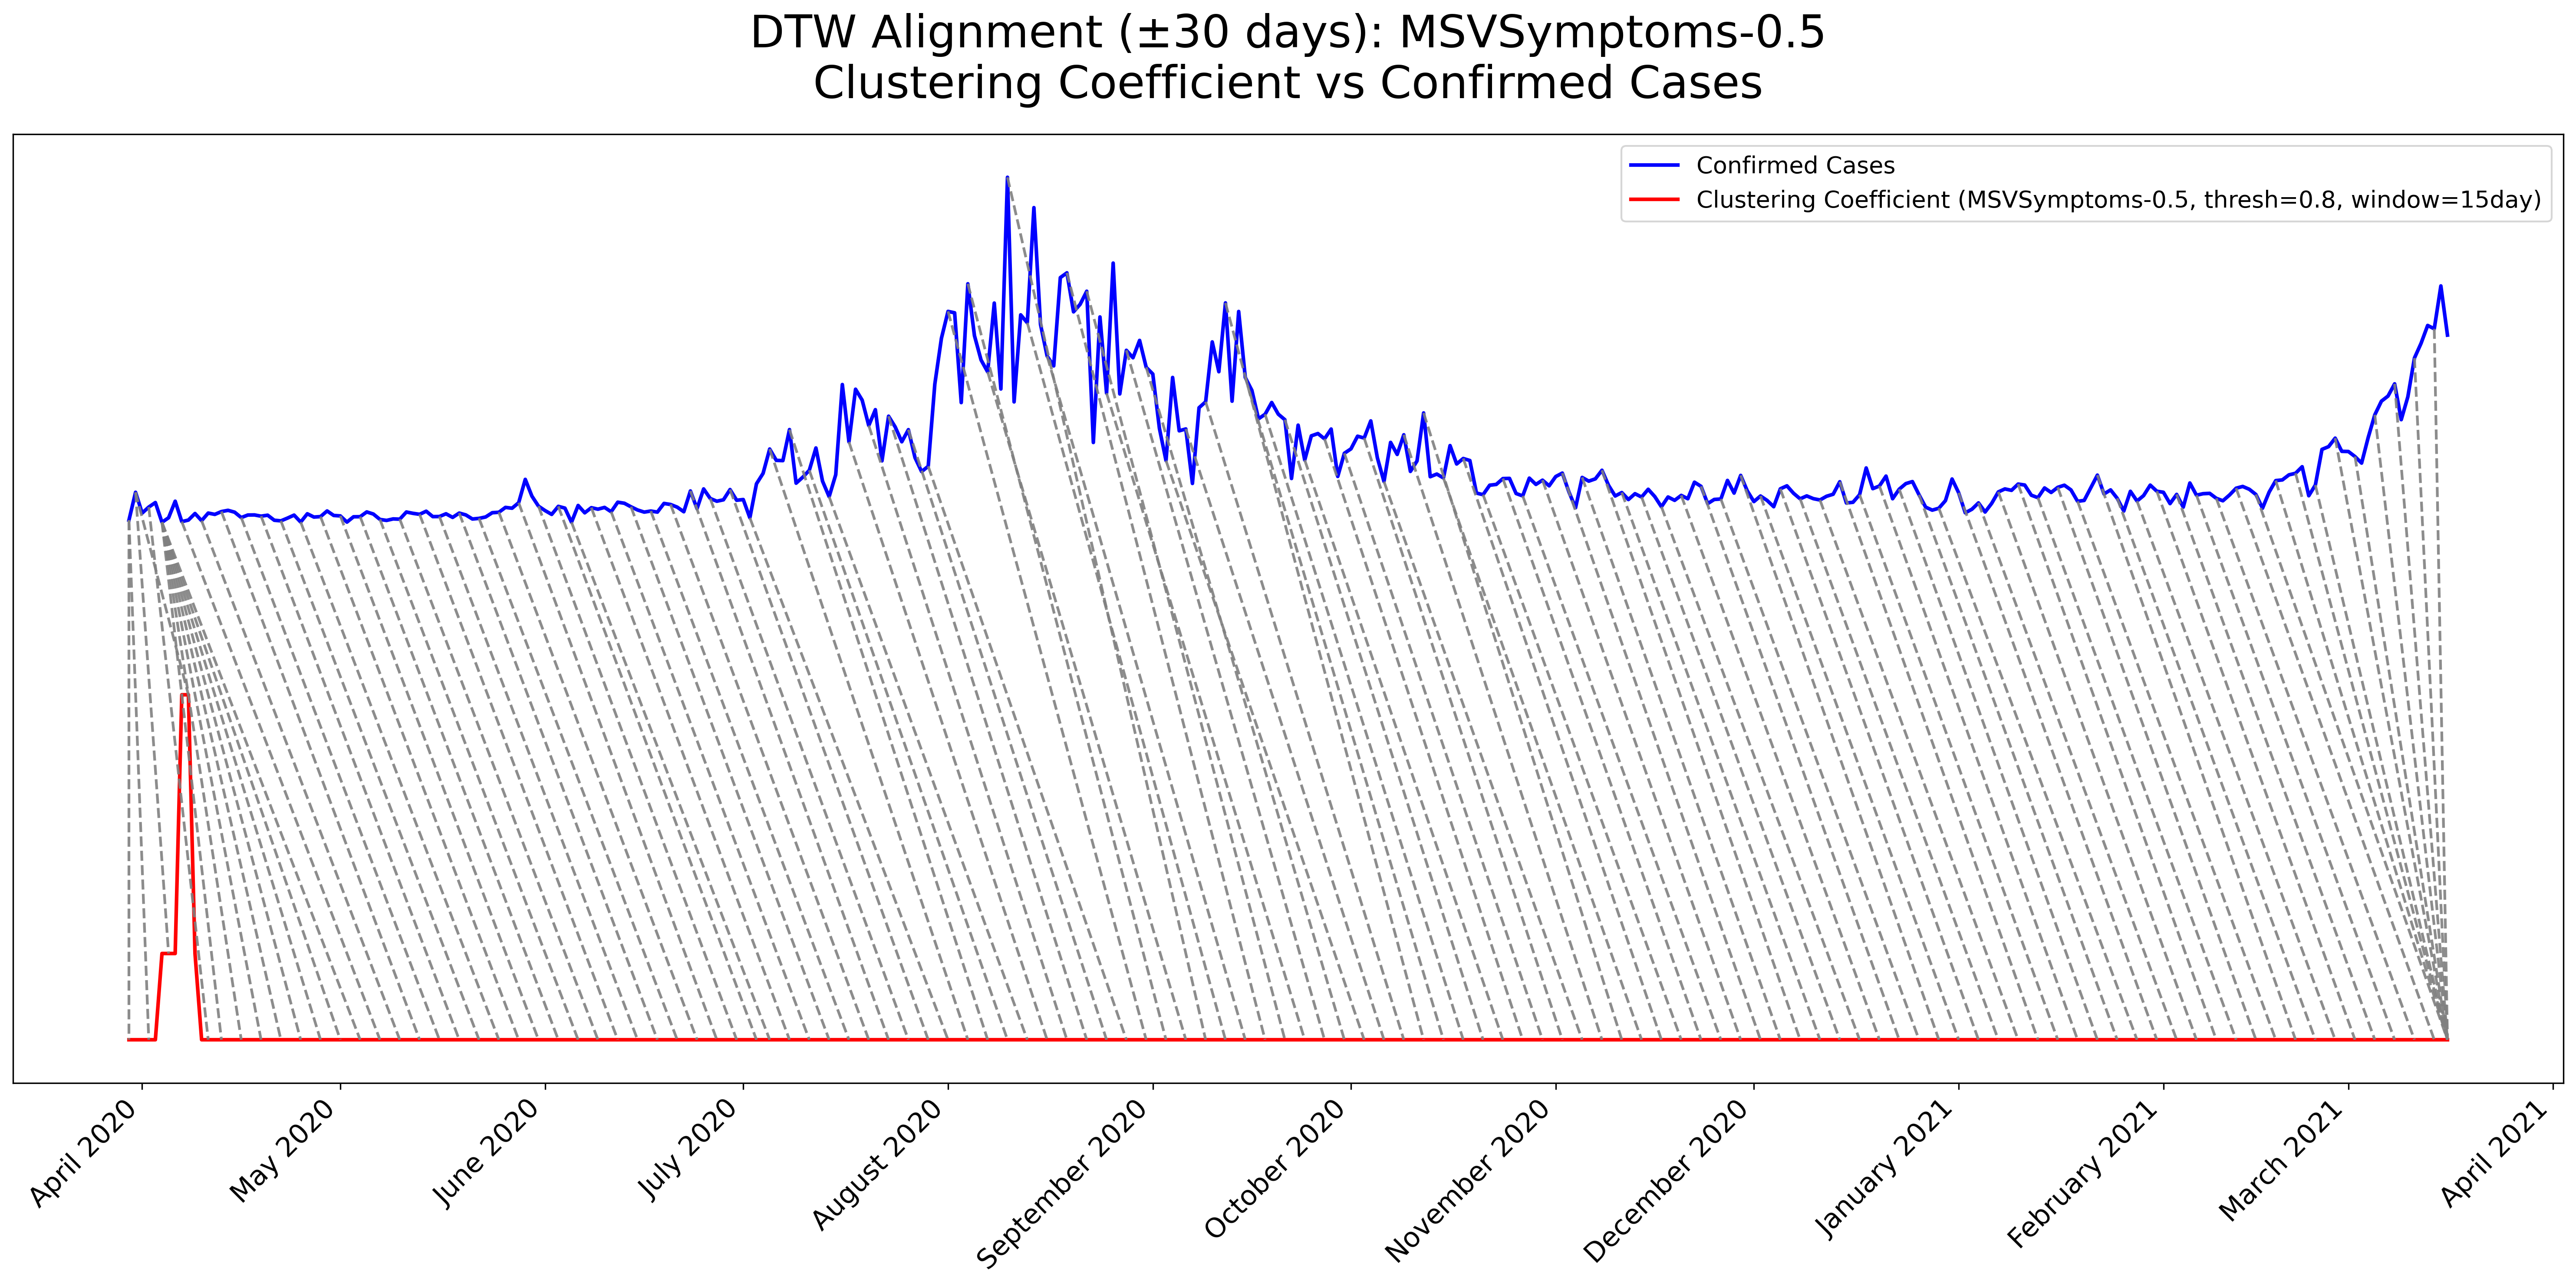 DTW Alignment (±30 days): MSVSymptoms-0.5
Clustering Coefficient vs Confirmed Cases
Confirmed Cases
Clustering Coefficient (MSVSymptoms-0.5, thresh=0.8, window=15day)
April 2020
May 2020
June 2020
July 2020
August 2020
September 2020
October 2020
November 2020
December 2020
January 2021
February 2021
March 2021
April 2021